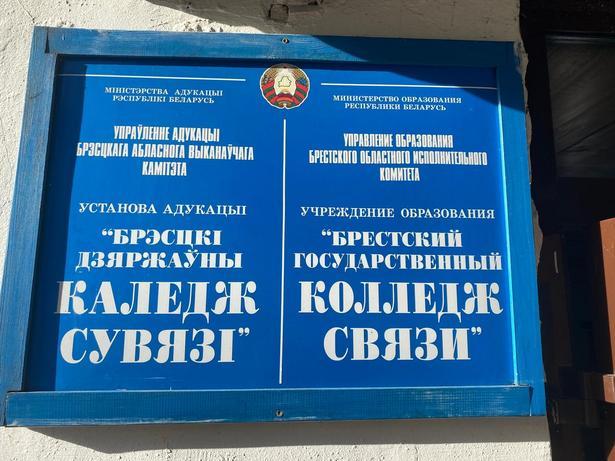 МІНІСТЭРСТВА АДУКАЦЫІ
РЭСПУБЛІКІ БЕЛАРУСЬ
УПРАЎЛЕННЕ АДУКАЦЫІ
БРЭСЦКАГА АБЛАСНОГА ВЫКАНАЎЧАГА
КАМІТЭТА
УСТАНОВА АДУКАЦЫІ
“БРЭСЦКІ
ДЗЯРЖАЎНЫ
КАЛЕДЖ
СУВЯЗІ”
МИНИСТЕРСТВО ОБРАЗОВАНИЯ
РЕСПУБЛИКИ БЕЛАРУСЬ
УПРАВЛЕНИЕ ОБРАЗОВАНИЯ
БРЕСТСКОГО ОБЛАСТНОГО ИСПОЛНИТЕЛЬНОГО
КОМИТЕТА
УЧРЕЖДЕНИЕ ОБРАЗОВАНИЯ
“БРЕСТСКИЙ
ГОСУДАРСТВЕННЫЙ
КОЛЛЕДЖ
СВЯЗИ”